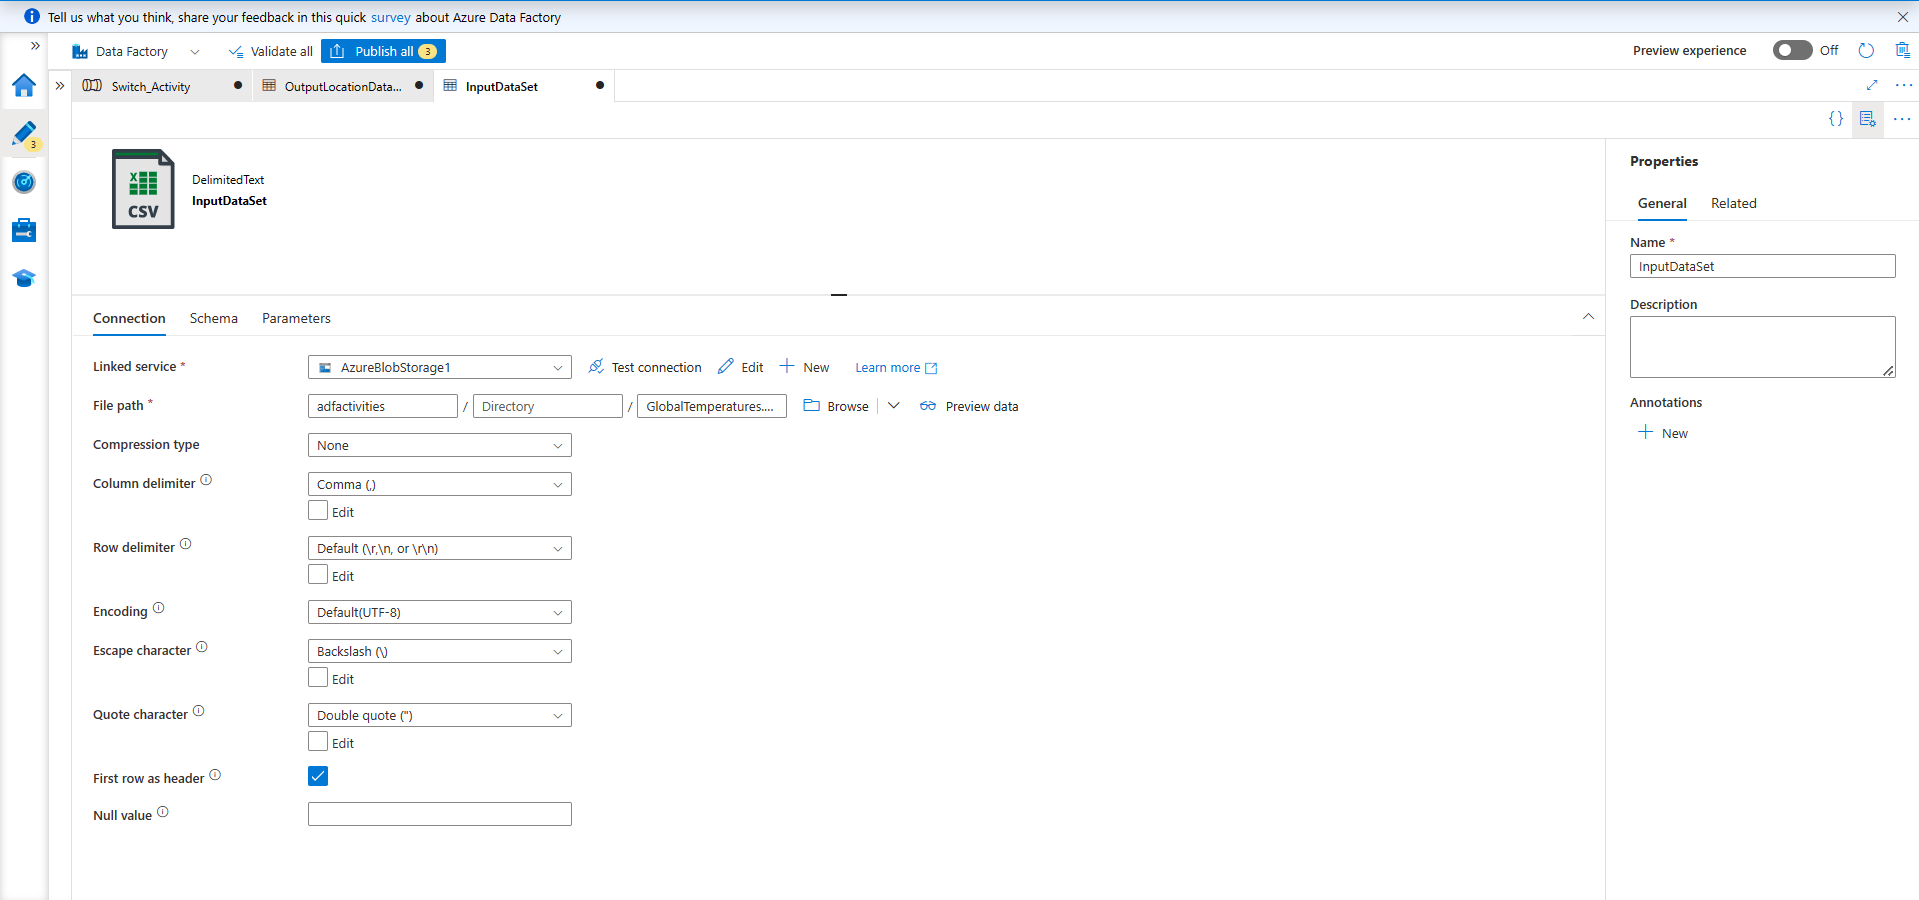 Tell us what you think, share your feedback in this quick survey about Azure Data Factory
Data Factory Validate all Publish all 3 Preview experience Off
Switch_Activity OutputLocationData... InputDataSet
3
{}
CSV
DelimitedText
InputDataSet
Connection Schema Parameters
Linked service * AzureBlobStorage1 Test connection Edit New Learn more
File path * adfactivities / Directory / GlobalTemperatures.... Browse Preview data
Compression type None
Column delimiter Comma (,)
Edit
Row delimiter Default (\r,\n, or \r\n)
Edit
Encoding Default(UTF-8)
Escape character Backslash (\)
Edit
Quote character Double quote (")
Edit
First row as header
Null value
Properties
General Related
Name *
InputDataSet
Description
Annotations
New